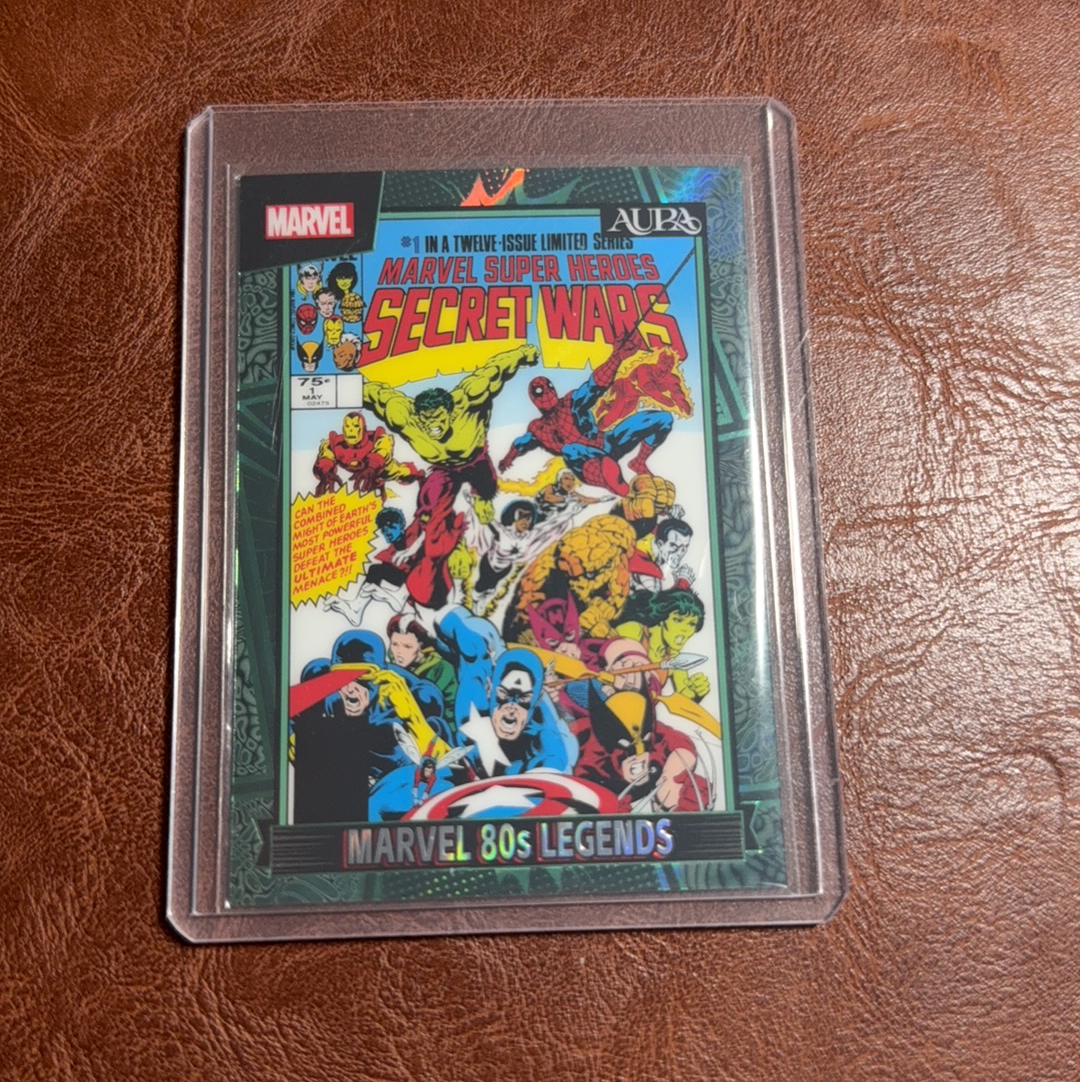 MARVEL
AURA
#1 IN A TWELVE-ISSUE LIMITED SERIES
MARVEL SUPER HEROES
SECRET WARS
75¢
1
MAY
02475
CAN THE
COMBINED
MIGHT OF EARTH'S
MOST POWERFUL
SUPER HEROES
DEFEAT THE
ULTIMATE
MENACE?!!
MARVEL 80s LEGENDS